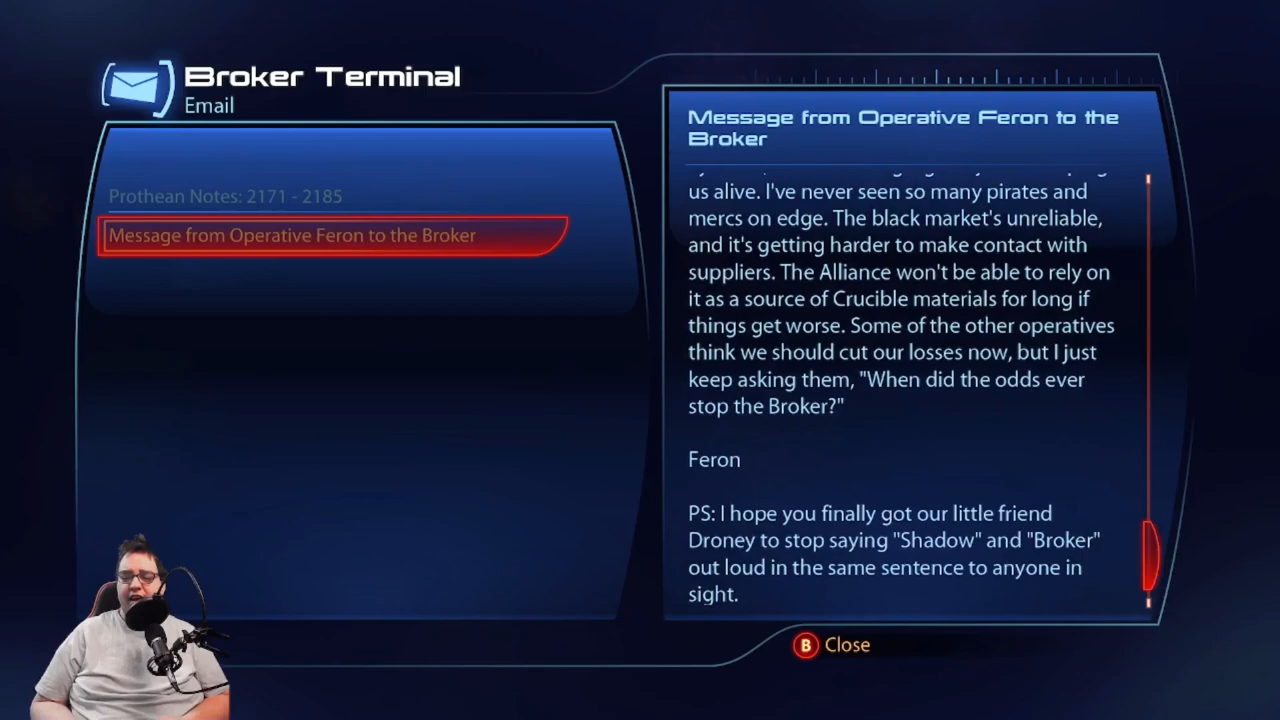 Broker Terminal
Email
Prothean Notes: 2171 - 2185
Message from Operative Feron to the Broker
Message from Operative Feron to the
Broker
us alive. I've never seen so many pirates and
mercs on edge. The black market's unreliable,
and it's getting harder to make contact with
suppliers. The Alliance won't be able to rely on
it as a source of Crucible materials for long if
things get worse. Some of the other operatives
think we should cut our losses now, but I just
keep asking them, "When did the odds ever
stop the Broker?"
Feron
PS: I hope you finally got our little friend
Droney to stop saying "Shadow" and "Broker"
out loud in the same sentence to anyone in
sight.
B Close